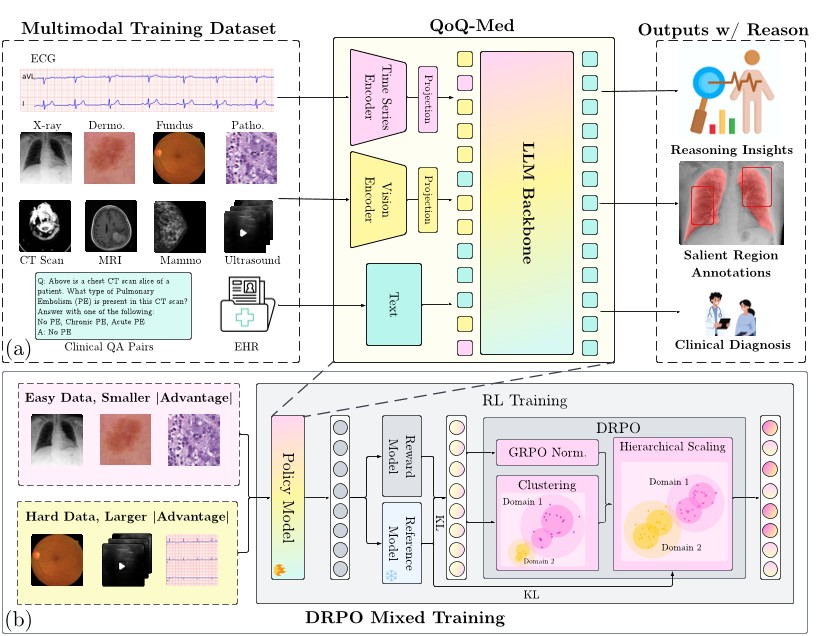 Multimodal Training Dataset
QoQ-Med
Outputs w/ Reason
ECG
aVL
I
X-ray
Dermo.
Fundus
Patho.
CT Scan
MRI
Mammo
Ultrasound
Q: Above is a chest CT scan slice of a
patient. What type of Pulmonary
Embolism (PE) is present in this CT scan?
Answer with one of the following:
No PE, Chronic PE, Acute PE
A: No PE
Clinical QA Pairs
EHR
(a)
Time Series
Encoder
Projection
Vision
Encoder
Projection
Text
LLM Backbone
Reasoning Insights
Salient Region
Annotations
Clinical Diagnosis
Easy Data, Smaller |Advantage|
Hard Data, Larger |Advantage|
RL Training
Policy Model
Reward
Model
Reference
Model
KL
DRPO
GRPO Norm.
Clustering
Domain 1
Domain 2
Hierarchical Scaling
Domain 1
Domain 2
KL
(b)
DRPO Mixed Training